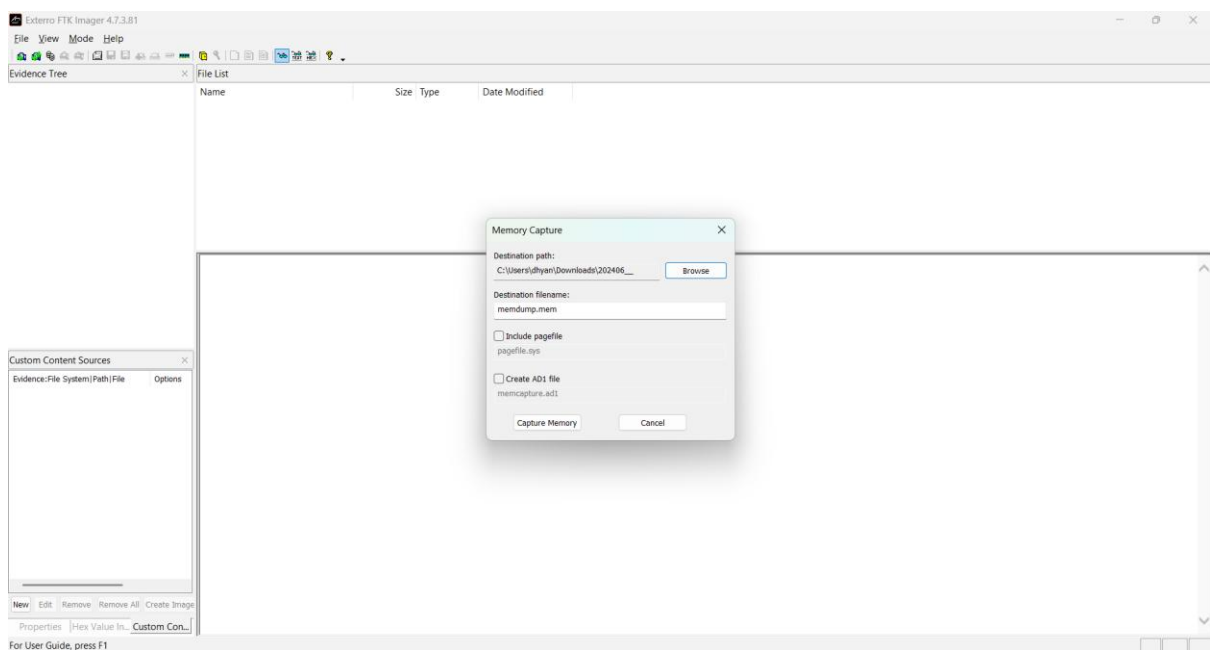 Exterro FTK Imager 4.7.3.81
File View Mode Help
Evidence Tree
File List
Name Size Type Date Modified
Memory Capture
Destination path:
C:\Users\dhyan\Downloads\202406__
Browse
Destination filename:
memdump.mem
Include pagefile
pagefile.sys
Create AD1 file
memcapture.ad1
Capture Memory Cancel
Custom Content Sources
Evidence:File System|Path|File Options
New Edit Remove Remove All Create Image
Properties Hex Value In... Custom Con...
For User Guide, press F1